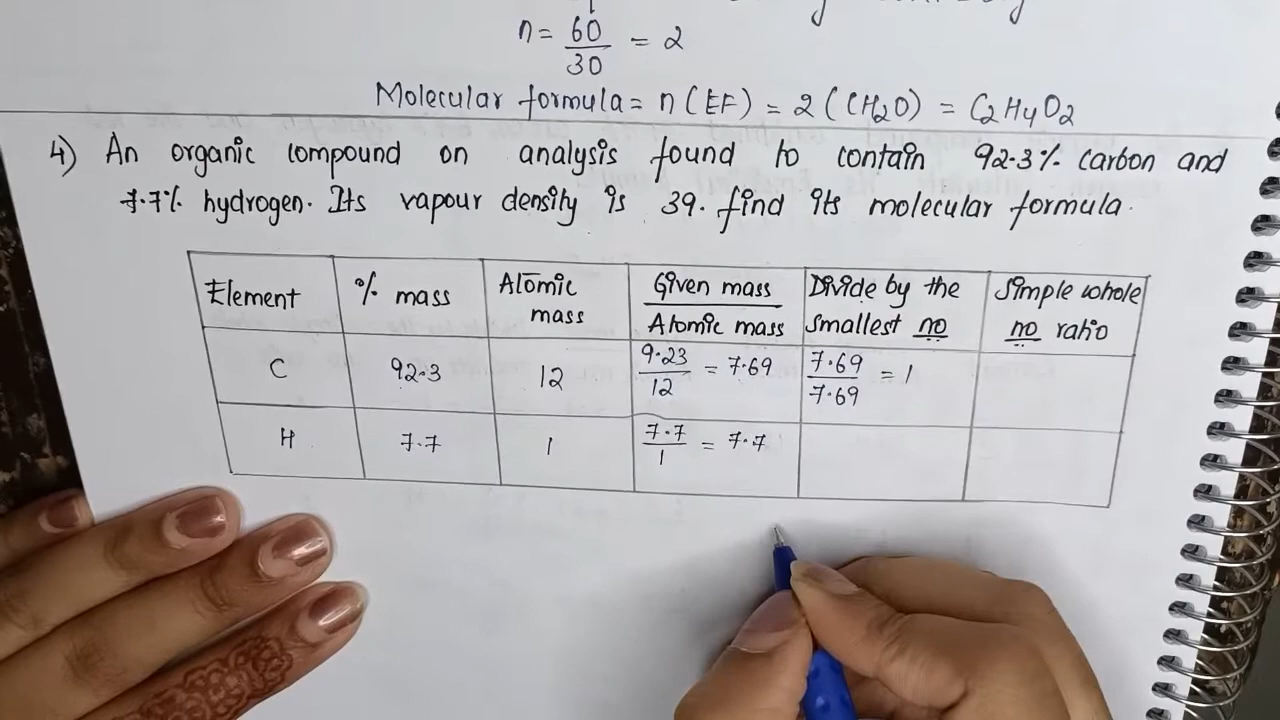 n = 60/30 = 2
Molecular formula = n (EF) = 2 (CH₂O) = C₂H₄O₂
4) An organic compound on analysis found to contain 92.3% carbon and
7.7% hydrogen. Its vapour density is 39. find its molecular formula.
Element | % mass | Atomic mass | Given mass / Atomic mass | Divide by the smallest no | Simple whole no ratio
C | 92.3 | 12 | 9.23/12 = 7.69 | 7.69/7.69 = 1
H | 7.7 | 1 | 7.7/1 = 7.7